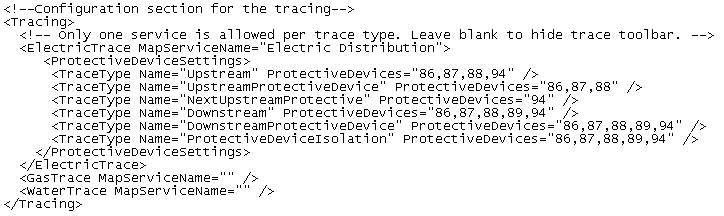 <!--Configuration section for the tracing-->
<Tracing>
<!-- Only one service is allowed per trace type. Leave blank to hide trace toolbar. -->
<ElectricTrace MapServiceName="Electric Distribution">
<ProtectiveDeviceSettings>
<TraceType Name="Upstream" ProtectiveDevices="86,87,88,94" />
<TraceType Name="UpstreamProtectiveDevice" ProtectiveDevices="86,87,88" />
<TraceType Name="NextUpstreamProtective" ProtectiveDevices="94" />
<TraceType Name="Downstream" ProtectiveDevices="86,87,88,89,94" />
<TraceType Name="DownstreamProtectiveDevice" ProtectiveDevices="86,87,88,89,94" />
<TraceType Name="ProtectiveDeviceIsolation" ProtectiveDevices="86,87,88,89,94" />
</ProtectiveDeviceSettings>
</ElectricTrace>
<GasTrace MapServiceName="" />
<WaterTrace MapServiceName="" />
</Tracing>